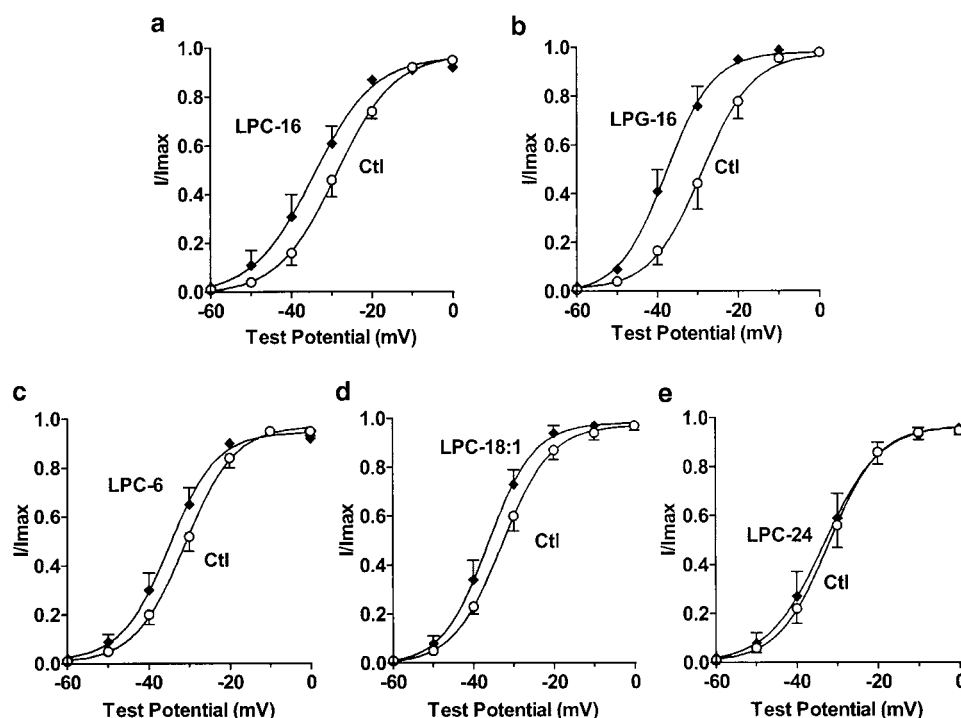 a
1.0
0.8
0.6
0.4
0.2
0.0
I/Imax
LPC-16
Ctl
-60 -40 -20 0
Test Potential (mV)
b
1.0
0.8
0.6
0.4
0.2
0.0
I/Imax
LPG-16
Ctl
-60 -40 -20 0
Test Potential (mV)
c
1.0
0.8
0.6
0.4
0.2
0.0
I/Imax
LPC-6
Ctl
-60 -40 -20 0
Test Potential (mV)
d
1.0
0.8
0.6
0.4
0.2
0.0
I/Imax
LPC-18:1
Ctl
-60 -40 -20 0
Test Potential (mV)
e
1.0
0.8
0.6
0.4
0.2
0.0
I/Imax
LPC-24
Ctl
-60 -40 -20 0
Test Potential (mV)